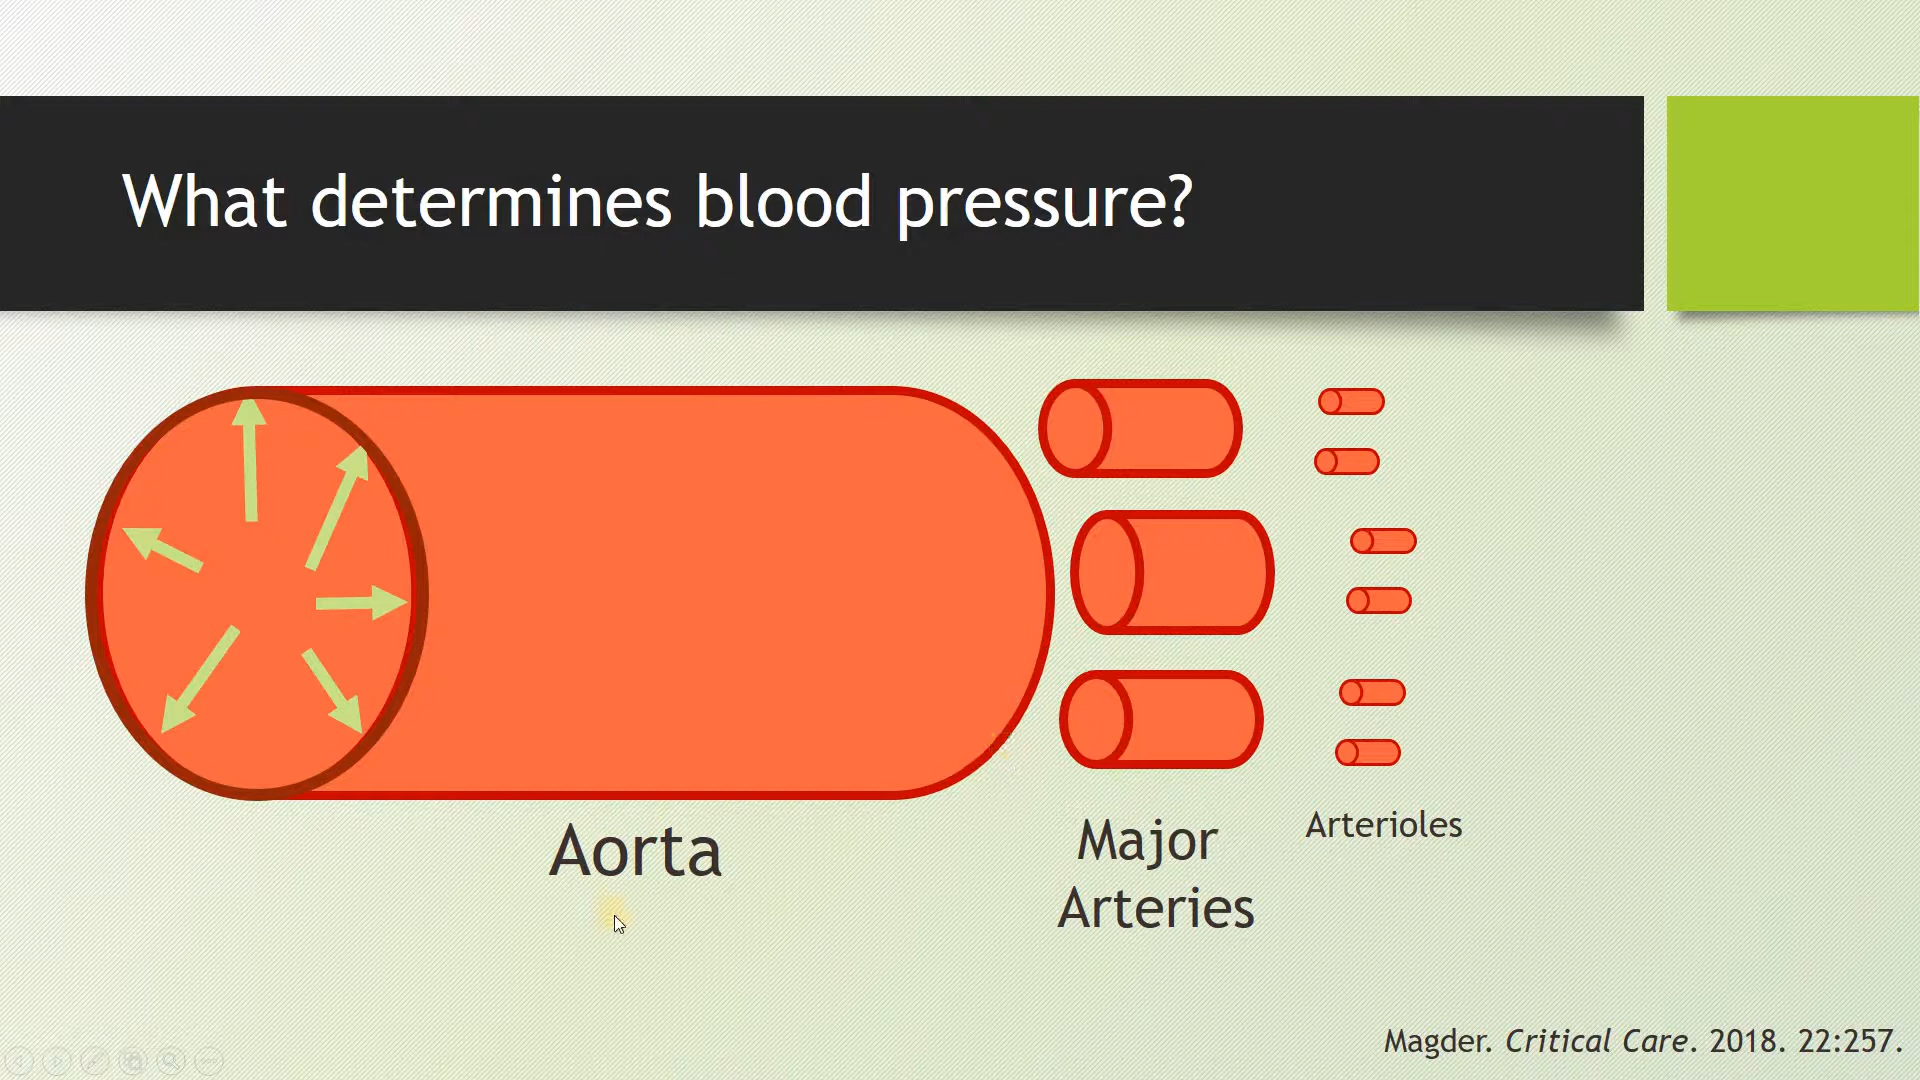 What determines blood pressure?
Aorta
Major
Arteries
Arterioles
Magder. Critical Care. 2018. 22:257.